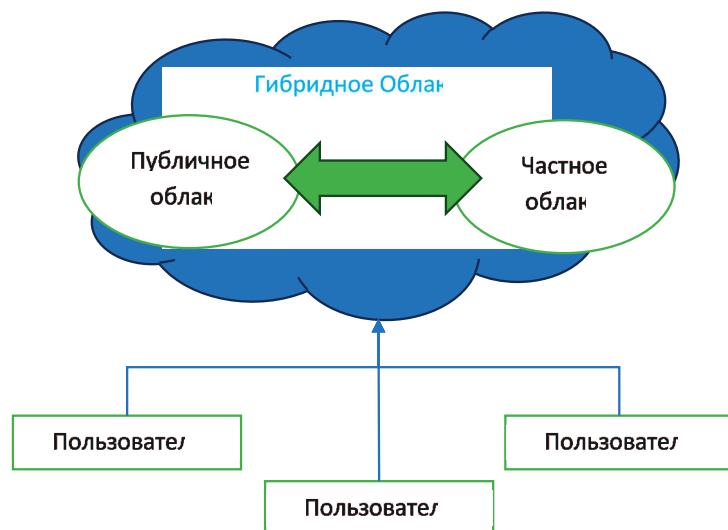 Гибридное Облак
Публичное
облак
Частное
облак
Пользовател
Пользовател
Пользовател